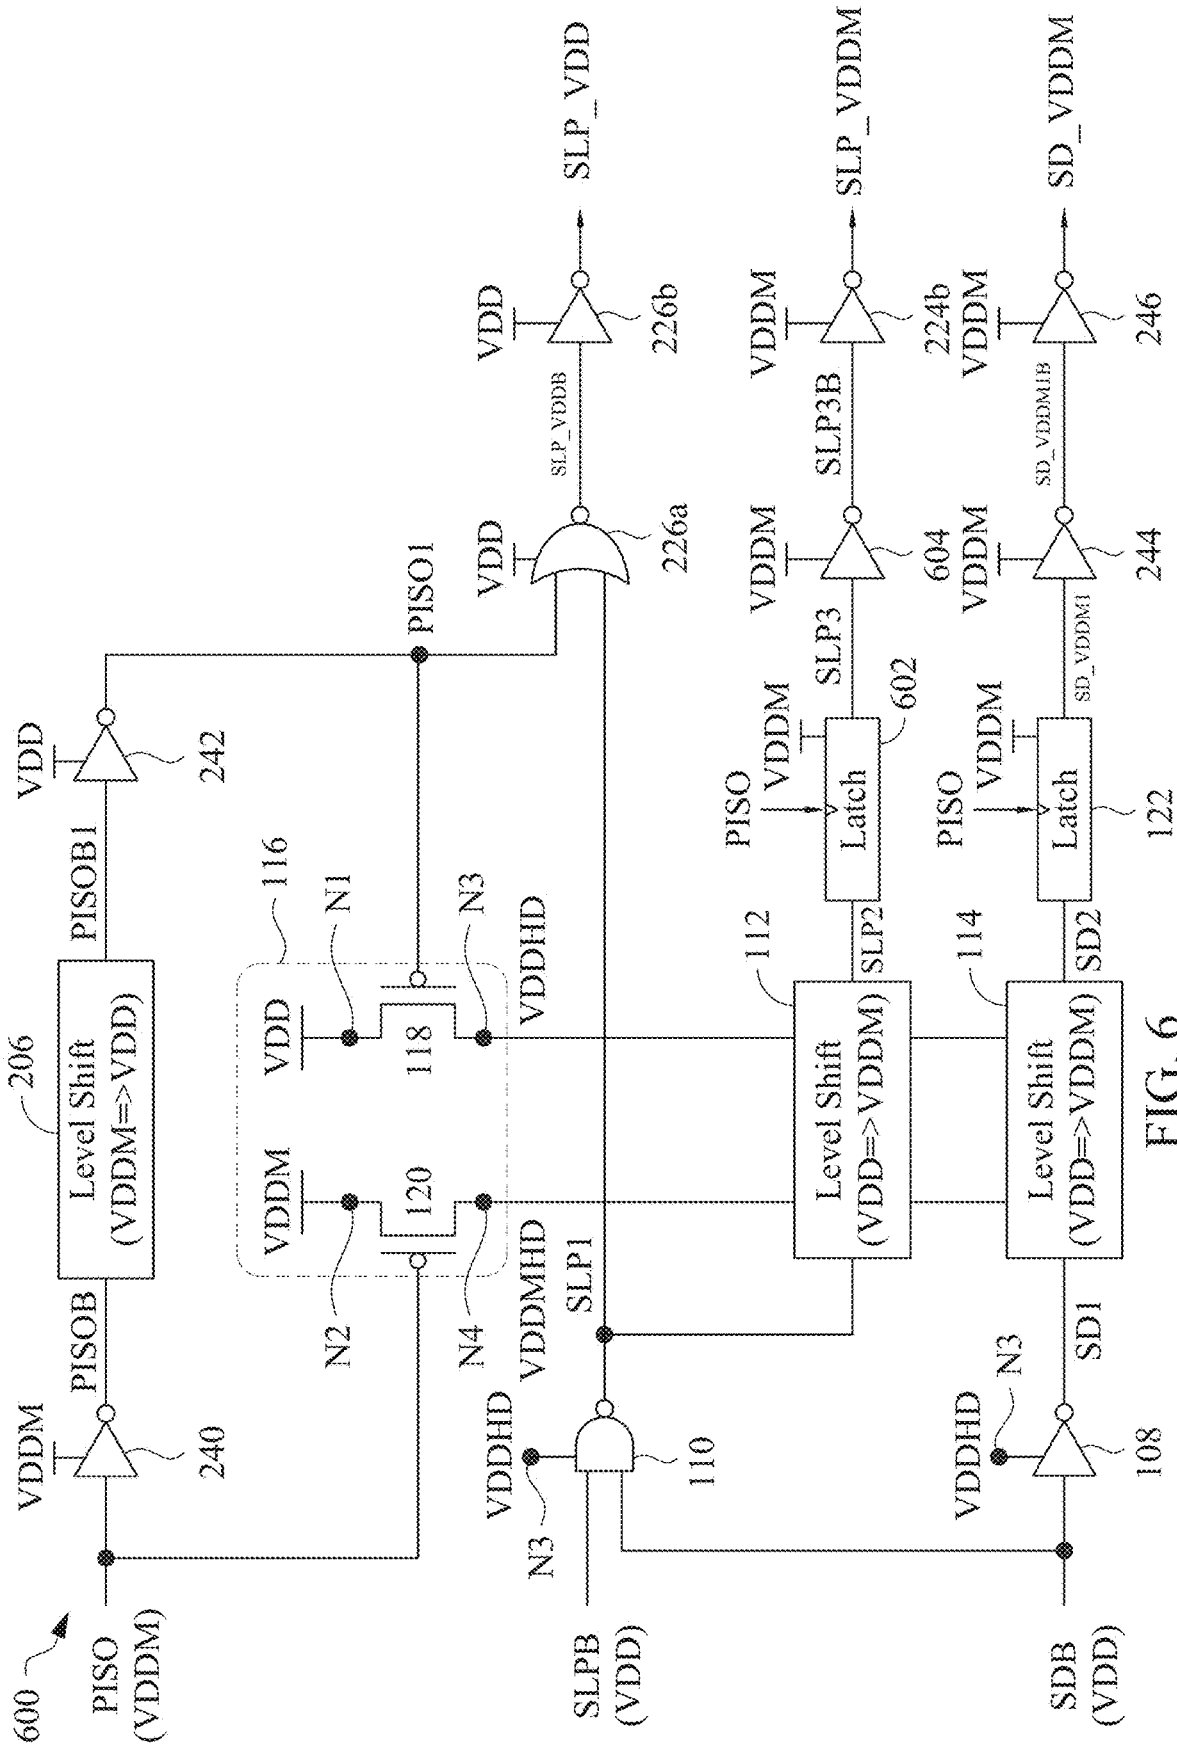 600
PISO
(VDDM)
VDDM
240
PISOB
206
Level Shift
(VDDM=>VDD)
PISOB1
VDD
242
PISO1
116
VDDM
N2
120
N4
VDDMHD
VDD
N1
118
N3
VDDHD
SLPB
(VDD)
N3
VDDHD
110
SLP1
VDD
226a
SLP_VDDB
VDD
226b
SLP_VDD
112
Level Shift
(VDD=>VDDM)
SLP2
PISO
VDDM
Latch
602
SLP3
VDDM
604
SLP3B
VDDM
224b
SLP_VDDM
SDB
(VDD)
VDDHD
N3
108
SD1
114
Level Shift
(VDD=>VDDM)
SD2
PISO
VDDM
Latch
122
SD_VDDM1
VDDM
244
SD_VDDM1B
VDDM
246
SD_VDDM
FIG. 6